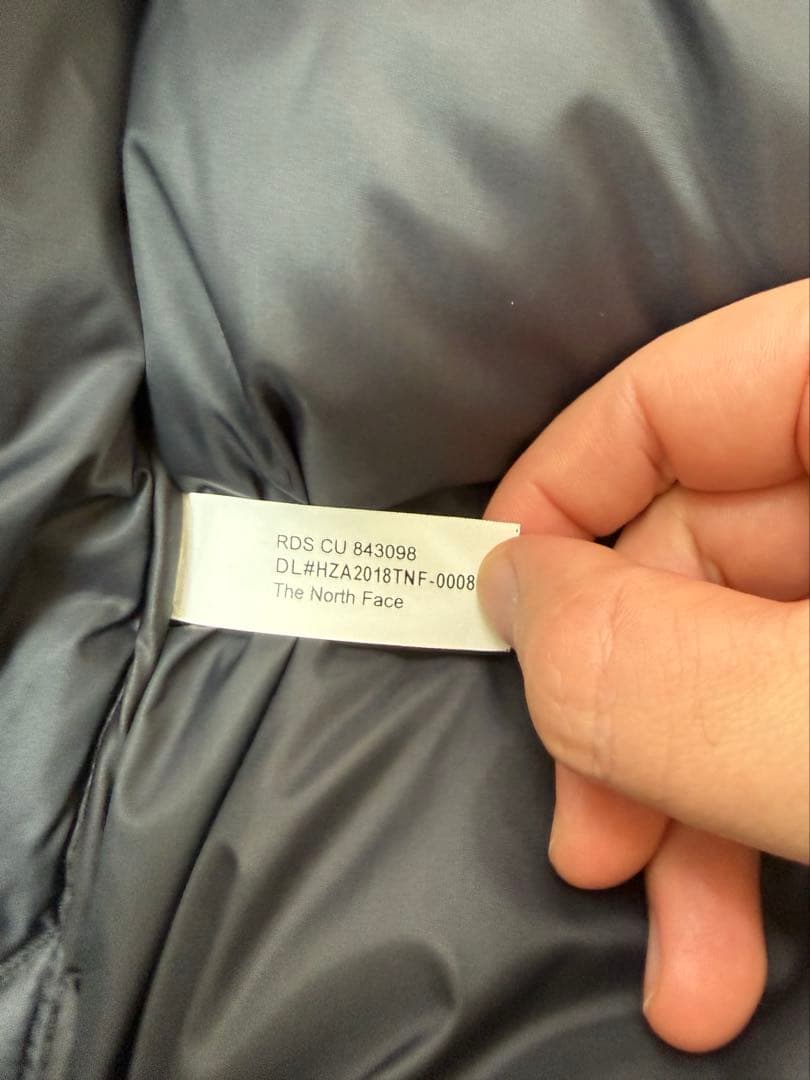 RDS CU 843098
DL#HZA2018TNF-0008
The North Face